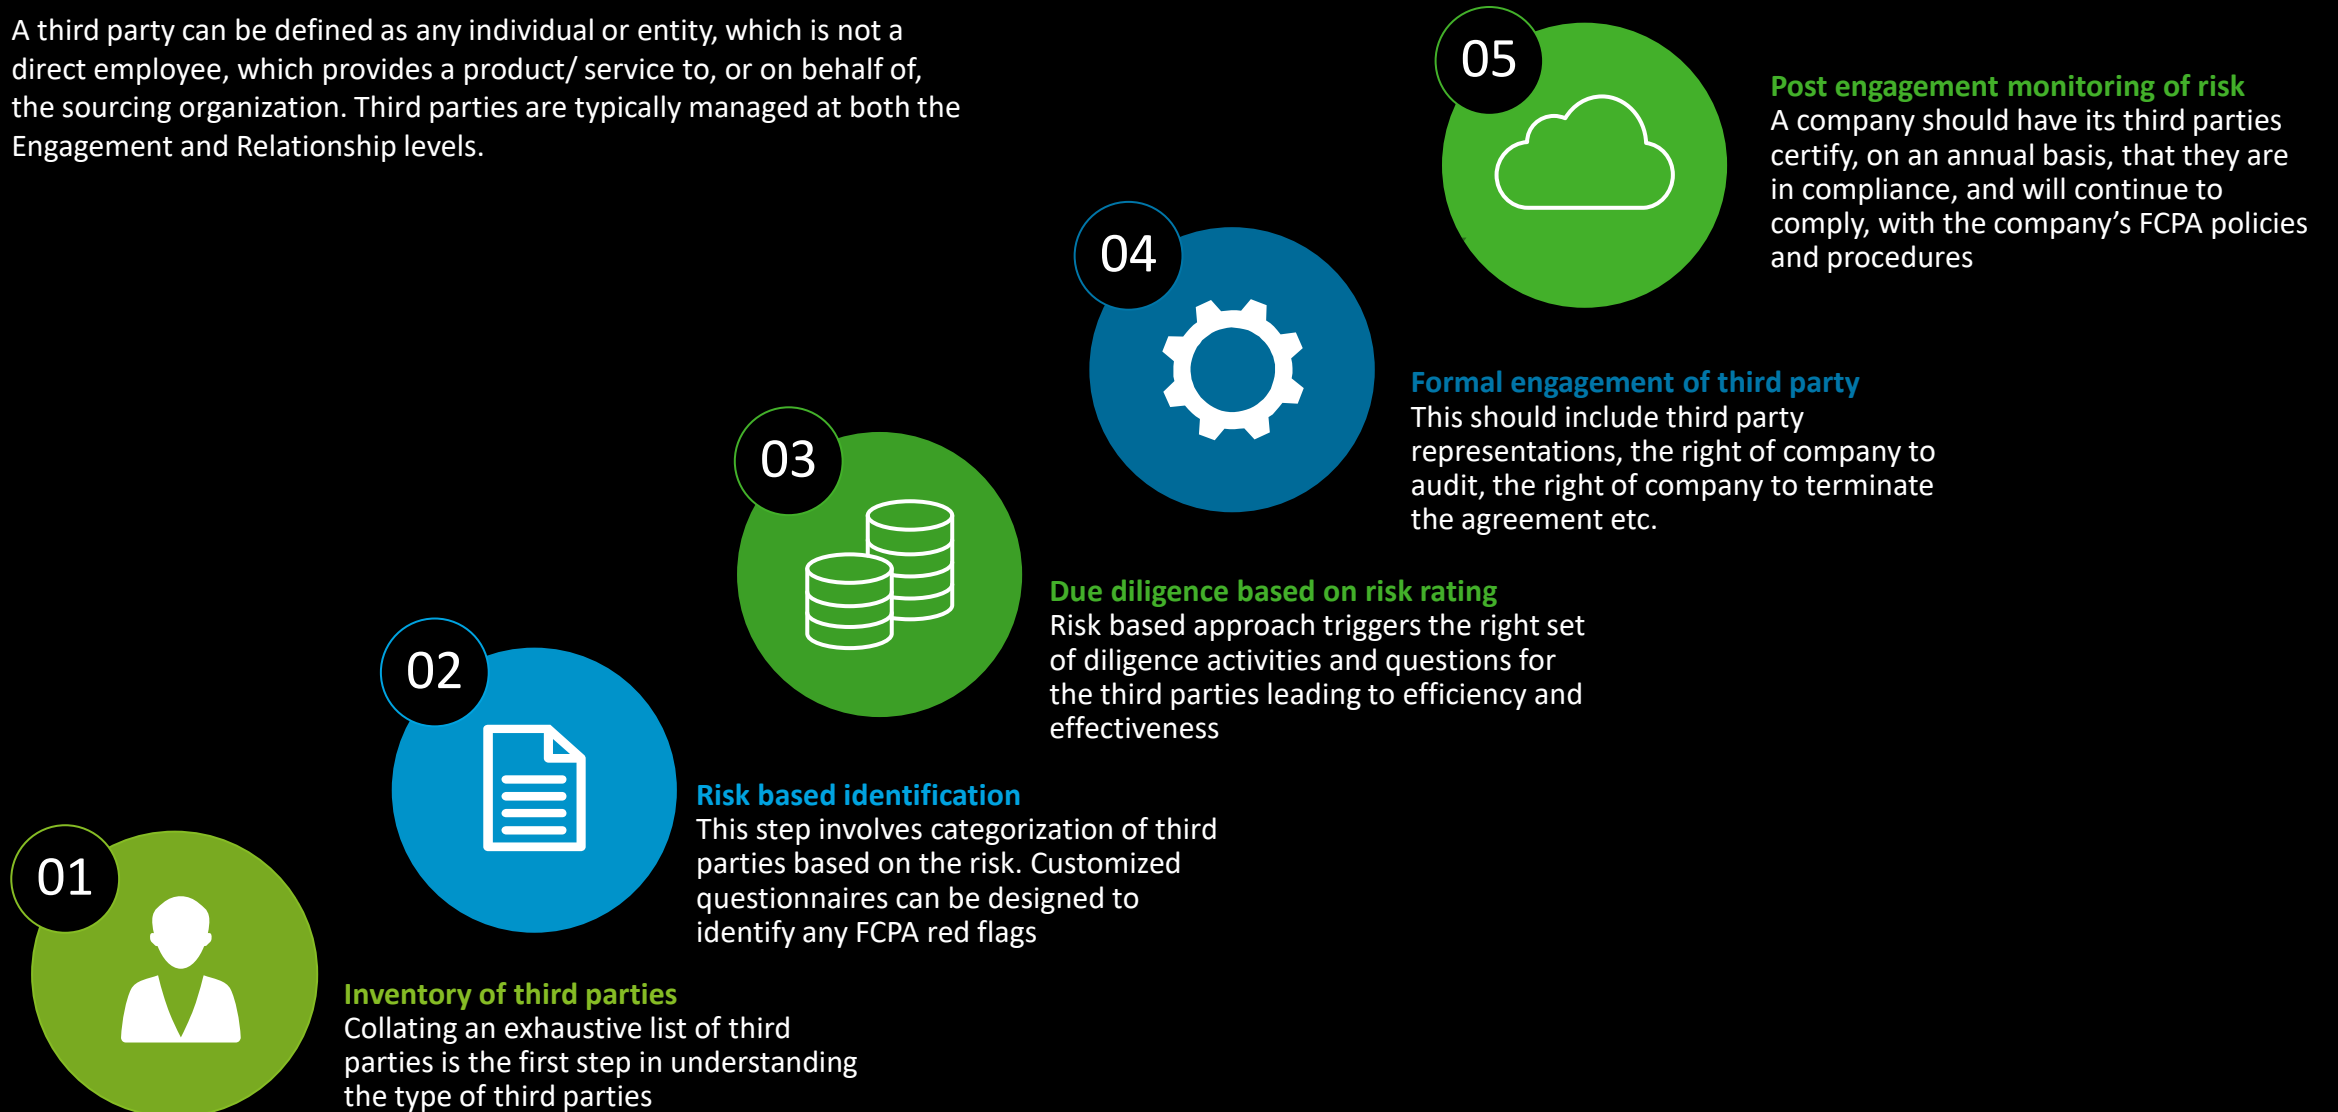 A third party can be defined as any individual or entity, which is not a
direct employee, which provides a product/ service to, or on behalf of,
the sourcing organization. Third parties are typically managed at both the
Engagement and Relationship levels.
01
Inventory of third parties
Collating an exhaustive list of third
parties is the first step in understanding
the type of third parties
02
Risk based identification
This step involves categorization of third
parties based on the risk. Customized
questionnaires can be designed to
identify any FCPA red flags
03
Due diligence based on risk rating
Risk based approach triggers the right set
of diligence activities and questions for
the third parties leading to efficiency and
effectiveness
04
Formal engagement of third party
This should include third party
representations, the right of company to
audit, the right of company to terminate
the agreement etc.
05
Post engagement monitoring of risk
A company should have its third parties
certify, on an annual basis, that they are
in compliance, and will continue to
comply, with the company’s FCPA policies
and procedures